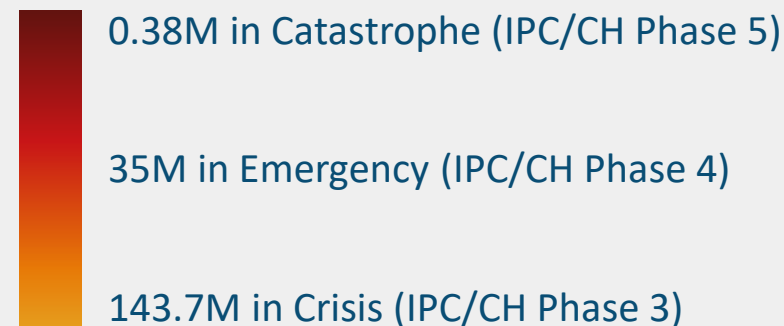 0.38M in Catastrophe (IPC/CH Phase 5)
35M in Emergency (IPC/CH Phase 4)
143.7M in Crisis (IPC/CH Phase 3)